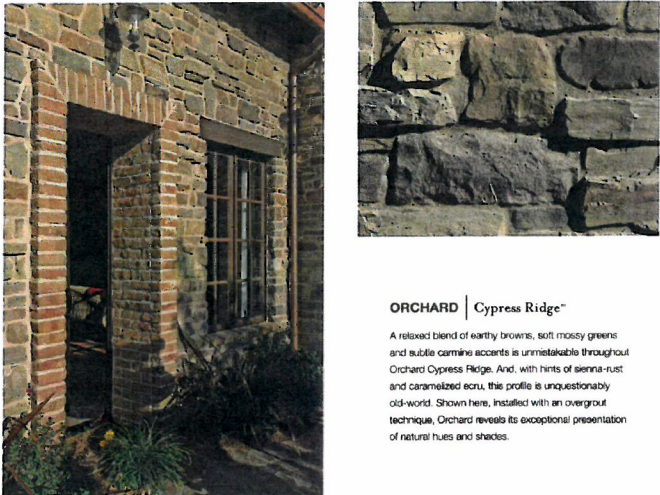 ORCHARD | Cypress Ridge™
A relaxed blend of earthy browns, soft mossy greens
and subtle carmine accents is unmistakable throughout
Orchard Cypress Ridge. And, with hints of sienna-rust
and caramelized ecru, this profile is unquestionably
old-world. Shown here, installed with an overgrout
technique, Orchard reveals its exceptional presentation
of natural hues and shades.